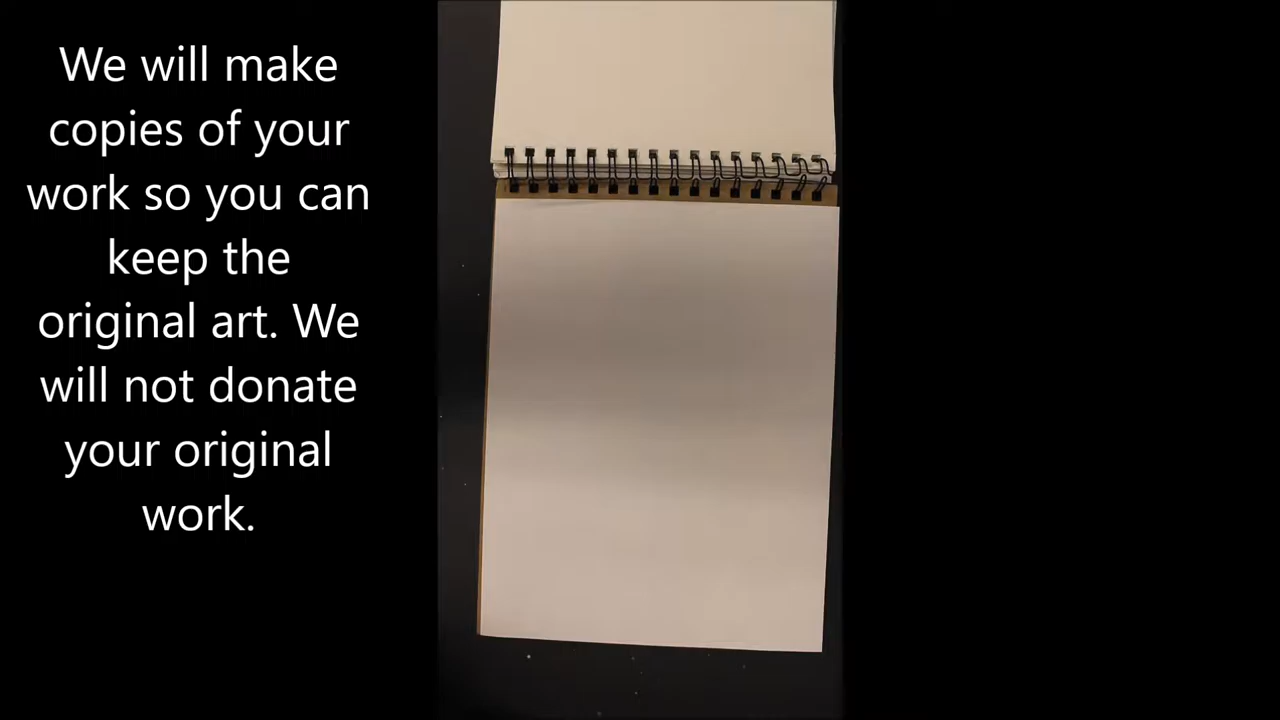 We will make
copies of your
work so you can
keep the
original art. We
will not donate
your original
work.